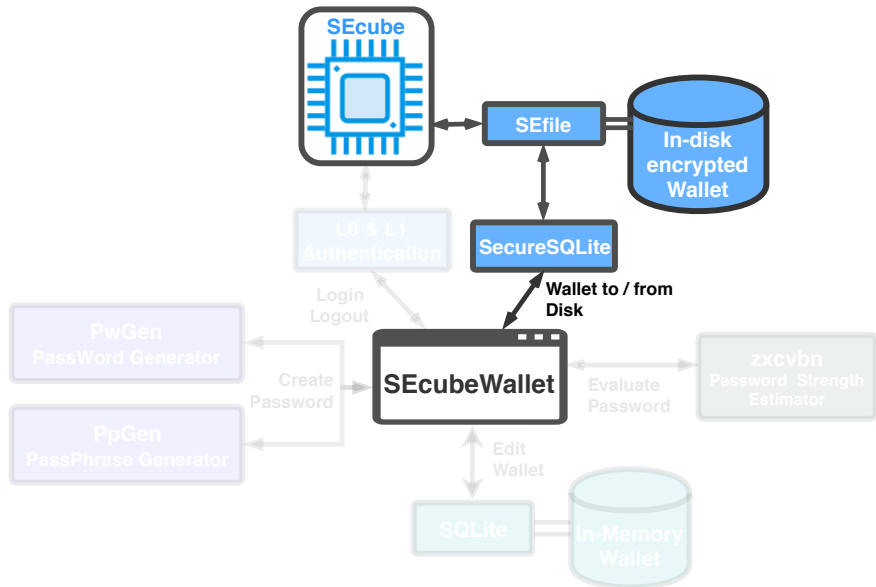 SEcube
SEfile
In-disk
encrypted
Wallet
L0 & L1
Authentication
SecureSQLite
Login
Logout
Wallet to / from
Disk
PwGen
PassWord Generator
Create
Password
SEcubeWallet
Evaluate
Password
zxcvbn
Password Strength
Estimator
PpGen
PassPhrase Generator
Edit
Wallet
SQLite
In-Memory
Wallet